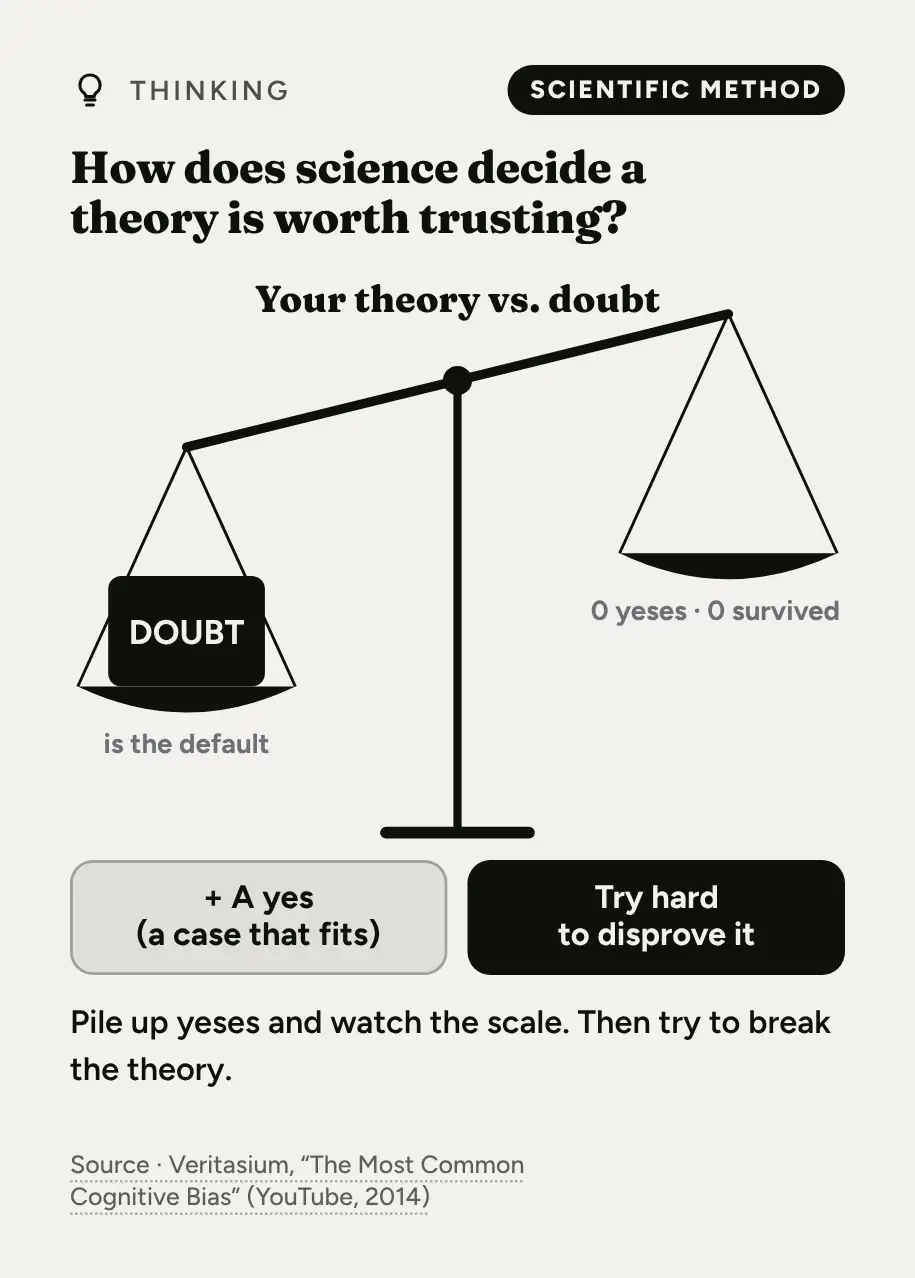 THINKING
SCIENTIFIC METHOD
How does science decide a
theory is worth trusting?
Your theory vs. doubt
DOUBT
is the default
0 yeses · 0 survived
+ A yes
(a case that fits)
Try hard
to disprove it
Pile up yeses and watch the scale. Then try to break
the theory.
Source · Veritasium, “The Most Common
Cognitive Bias” (YouTube, 2014)